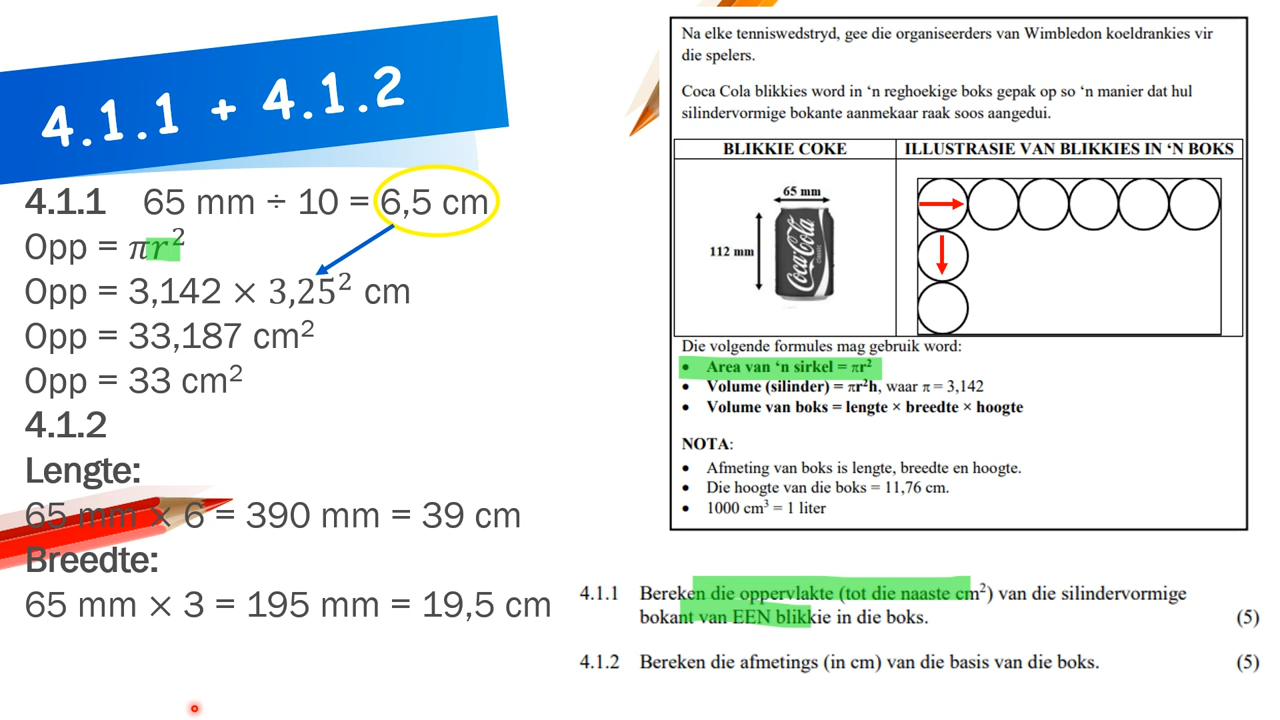 4.1.1 + 4.1.2
4.1.1 65 mm ÷ 10 = 6,5 cm
Opp = πr²
Opp = 3,142 × 3,25² cm
Opp = 33,187 cm²
Opp = 33 cm²
4.1.2
Lengte:
65 mm × 6 = 390 mm = 39 cm
Breedte:
65 mm × 3 = 195 mm = 19,5 cm
Na elke tenniswedstryd, gee die organiseerders van Wimbledon koeldrankies vir
die spelers.
Coca Cola blikkies word in ‘n reghoekige boks gepak op so ‘n manier dat hul
silindervormige bokante aanmekaar raak soos aangedui.
BLIKKIE COKE
ILLUSTRASIE VAN BLIKKIES IN ‘N BOKS
65 mm
112 mm
Coca-Cola
classic
Die volgende formules mag gebruik word:
• Area van ‘n sirkel = πr²
• Volume (silinder) = πr²h, waar π = 3,142
• Volume van boks = lengte × breedte × hoogte
NOTA:
• Afmeting van boks is lengte, breedte en hoogte.
• Die hoogte van die boks = 11,76 cm.
• 1000 cm³ = 1 liter
4.1.1 Bereken die oppervlakte (tot die naaste cm²) van die silindervormige
bokant van EEN blikkie in die boks. (5)
4.1.2 Bereken die afmetings (in cm) van die basis van die boks. (5)